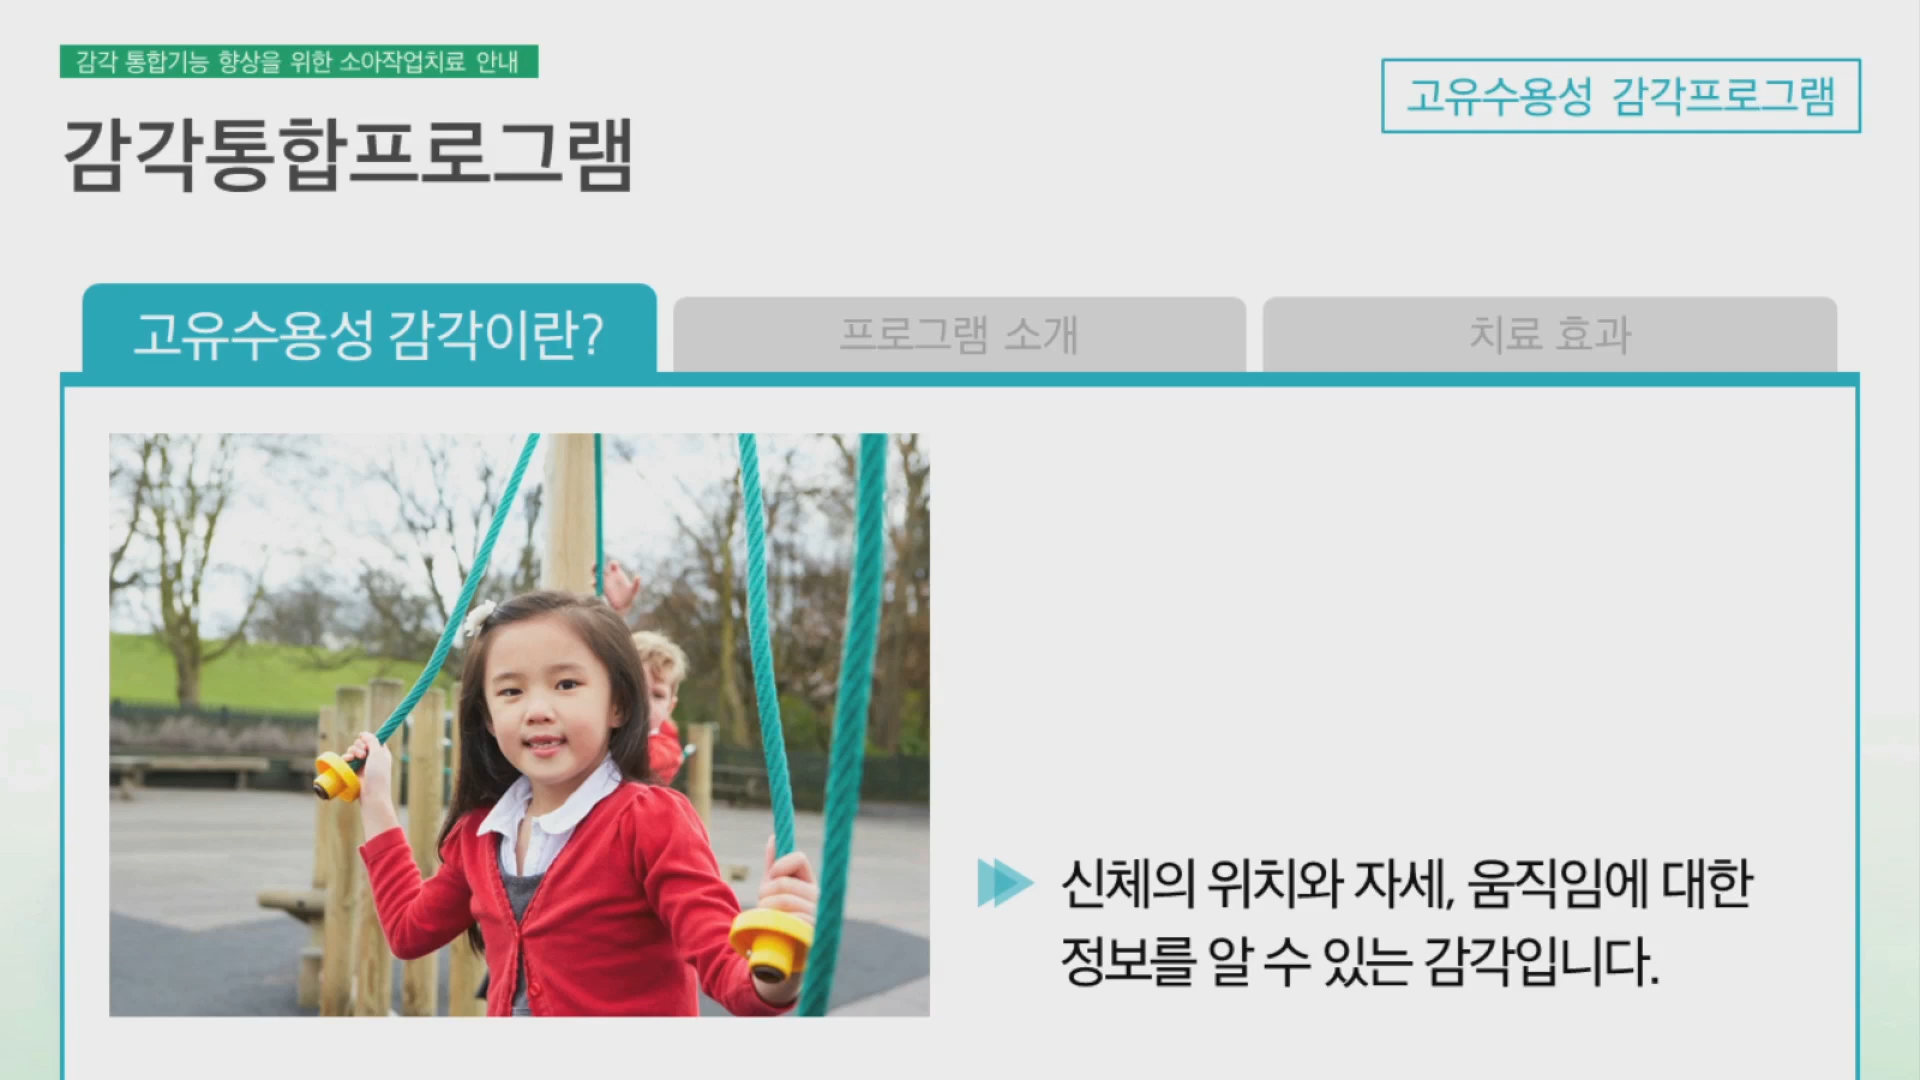 감각 통합기능 향상을 위한 소아작업치료 안내
감각통합프로그램
고유수용성 감각프로그램
고유수용성 감각이란?
프로그램 소개
치료 효과
신체의 위치와 자세, 움직임에 대한
정보를 알 수 있는 감각입니다.